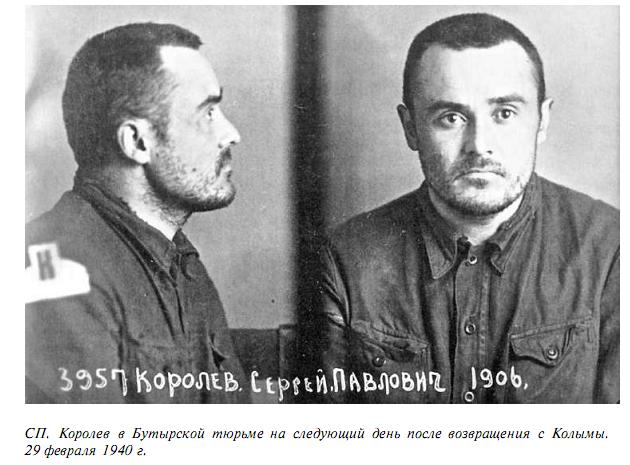 К
3957 КОРОЛЕВ. СЕРГЕЙ. ПАВЛОВИЧ 1906.
СП. Королев в Бутырской тюрьме на следующий день после возвращения с Колымы.
29 февраля 1940 г.